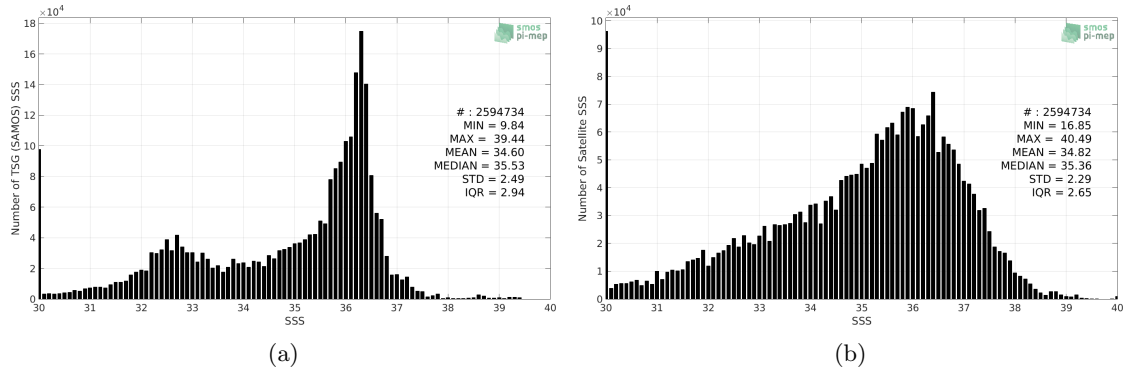 ×10⁴
18
16
14
12
10
8
6
4
2
0
Number of TSG (SAMOS) SSS
smos
pi-mep
# : 2594734
MIN = 9.84
MAX = 39.44
MEAN = 34.60
MEDIAN = 35.53
STD = 2.49
IQR = 2.94
30 31 32 33 34 35 36 37 38 39 40
SSS
(a)
×10⁴
10
9
8
7
6
5
4
3
2
1
0
Number of Satellite SSS
smos
pi-mep
# : 2594734
MIN = 16.85
MAX = 40.49
MEAN = 34.82
MEDIAN = 35.36
STD = 2.29
IQR = 2.65
30 31 32 33 34 35 36 37 38 39 40
SSS
(b)